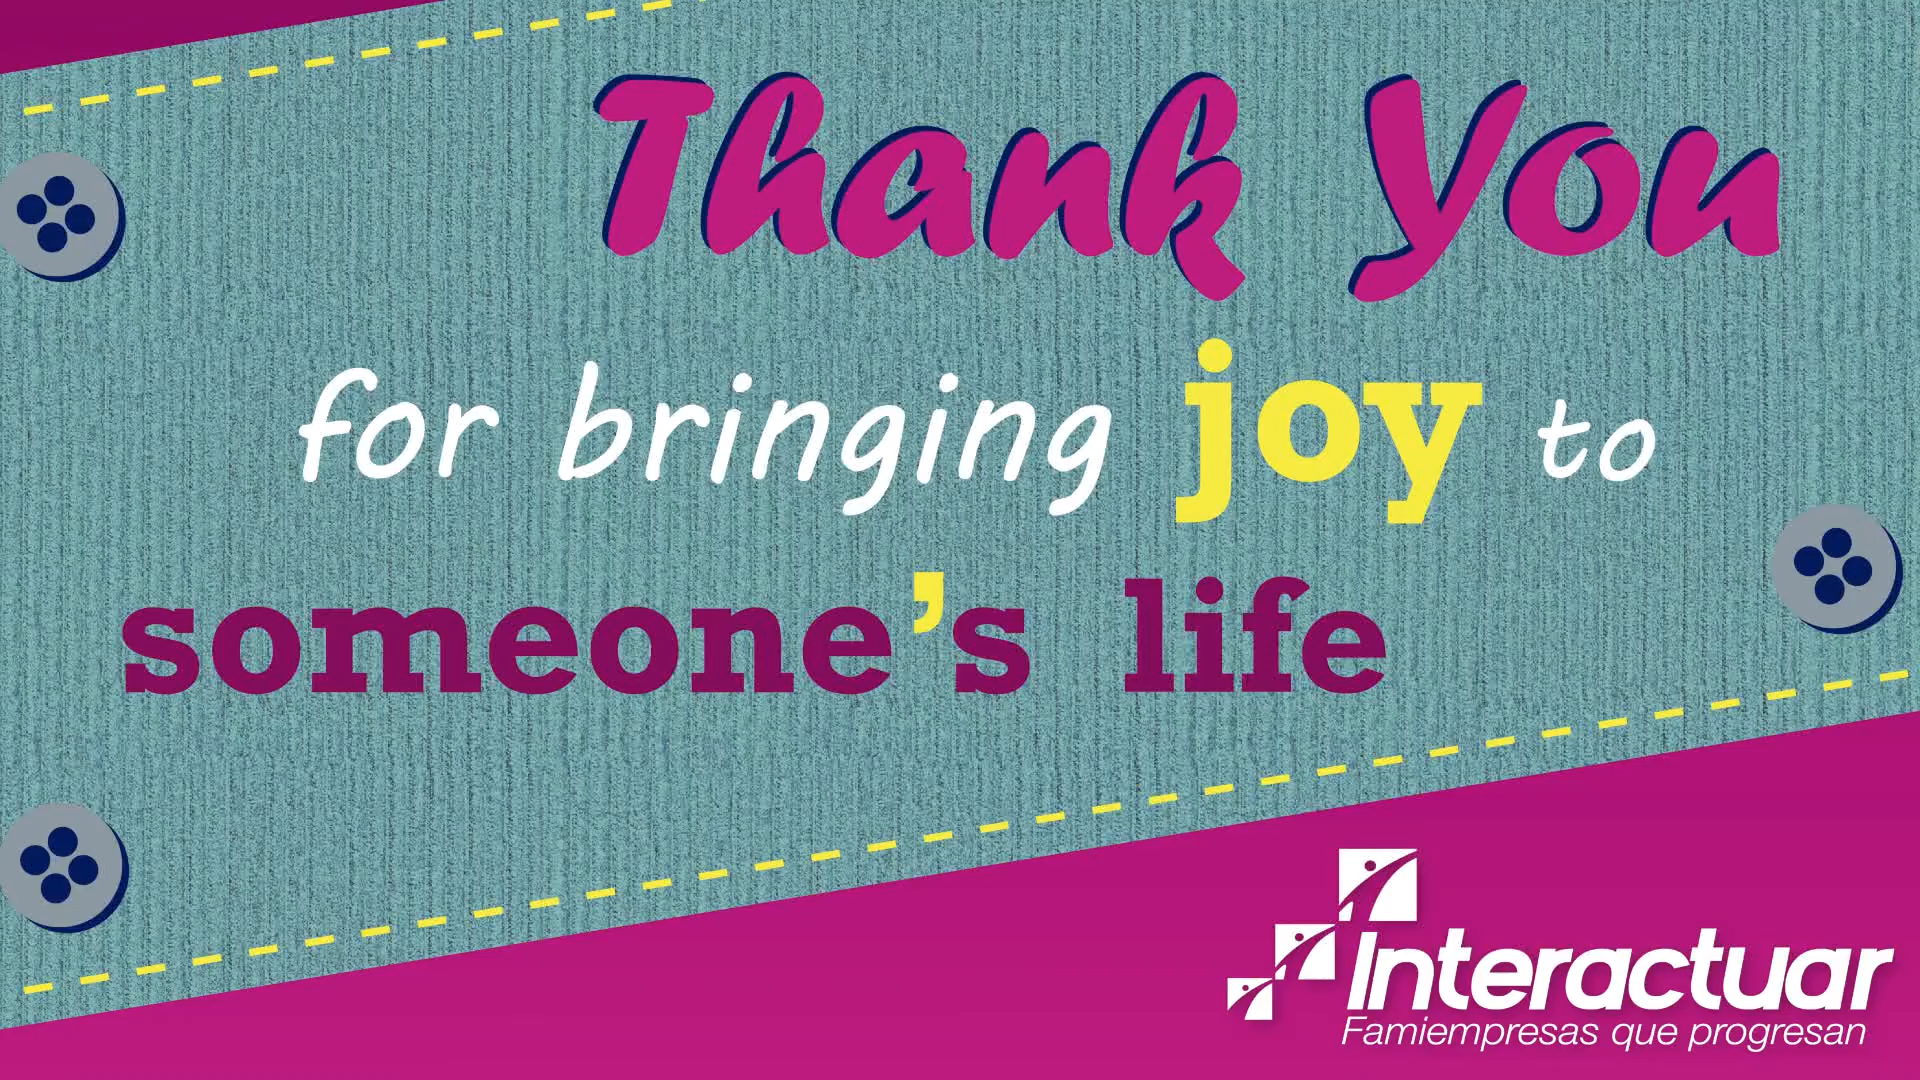 Thank You
for bringing joy to
someone's life
Interactuar
Famiempresas que progresan